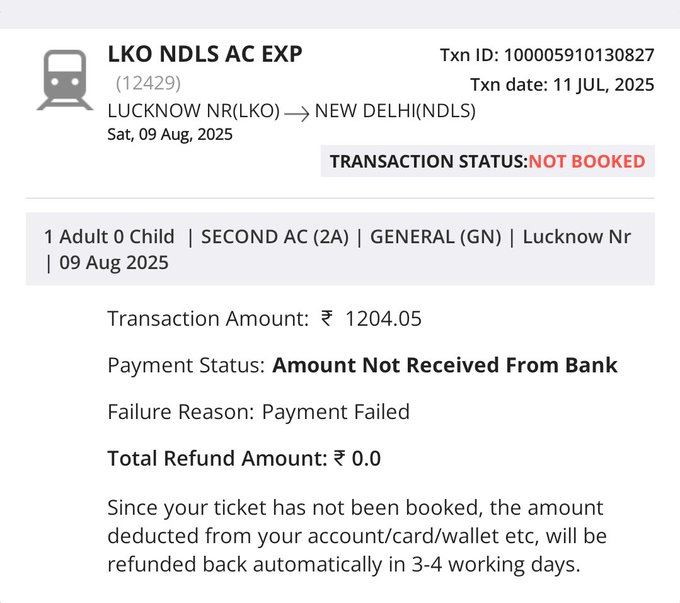 LKO NDLS AC EXP
(12429)
Txn ID: 100005910130827
Txn date: 11 JUL, 2025
LUCKNOW NR(LKO) → NEW DELHI(NDLS)
Sat, 09 Aug, 2025
TRANSACTION STATUS:NOT BOOKED
1 Adult 0 Child | SECOND AC (2A) | GENERAL (GN) | Lucknow Nr
| 09 Aug 2025
Transaction Amount: ₹ 1204.05
Payment Status: Amount Not Received From Bank
Failure Reason: Payment Failed
Total Refund Amount: ₹ 0.0
Since your ticket has not been booked, the amount
deducted from your account/card/wallet etc, will be
refunded back automatically in 3-4 working days.